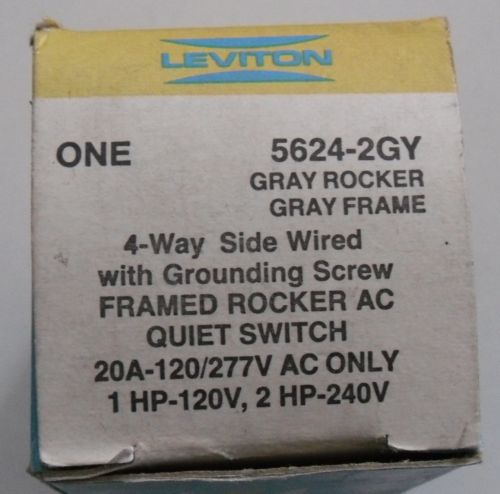 LEVITON
ONE 5624-2GY
GRAY ROCKER
GRAY FRAME
4-Way Side Wired
with Grounding Screw
FRAMED ROCKER AC
QUIET SWITCH
20A-120/277V AC ONLY
1 HP-120V, 2 HP-240V